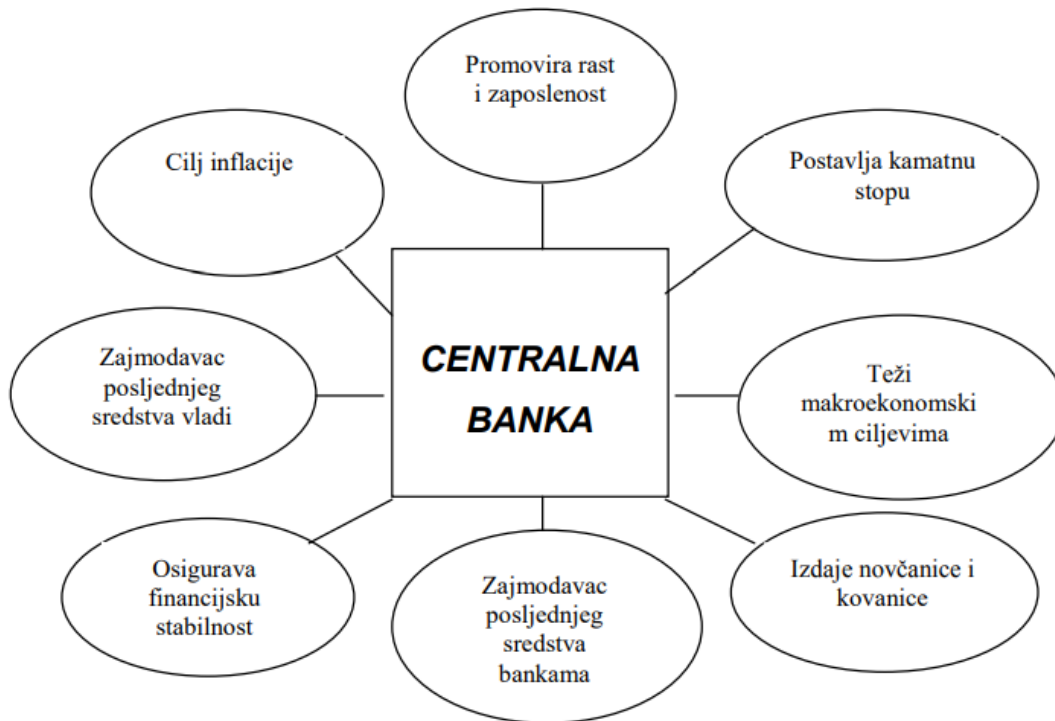 Promovira rast
i zaposlenost
Cilj inflacije
Postavlja kamatnu
stopu
Zajmodavac
posljednjeg
sredstva vladi
CENTRALNA
BANKA
Teži
makroekonomski
m ciljevima
Osigurava
financijsku
stabilnost
Zajmodavac
posljednjeg
sredstva
bankama
Izdaje novčanice i
kovanice